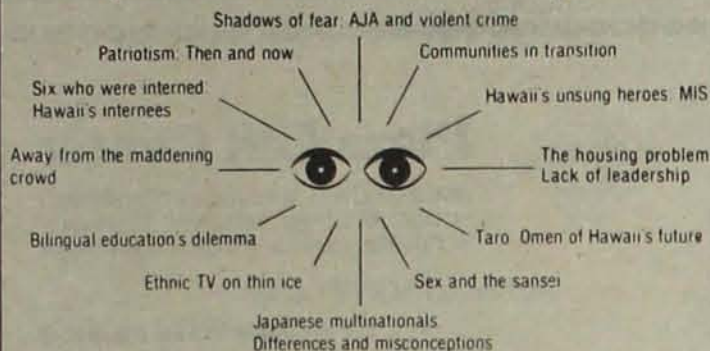 Shadows of fear: AJA and violent crime
Patriotism: Then and now
Communities in transition
Six who were interned:
Hawaii's internees
Hawaii's unsung heroes: MIS
Away from the maddening
crowd
The housing problem:
Lack of leadership
Bilingual education's dilemma
Taro: Omen of Hawaii's future
Ethnic TV on thin ice
Sex and the sansei
Japanese multinationals:
Differences and misconceptions